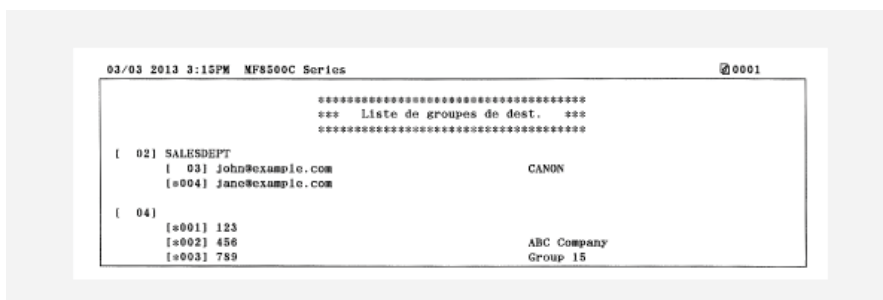 03/03 2013 3:15PM MF8500C Series 0001
************************************
*** Liste de groupes de dest. ***
************************************
[ 02] SALESDEPT
[ 03] john@example.com CANON
[*004] jane@example.com
[ 04]
[*001] 123
[*002] 456 ABC Company
[*003] 789 Group 15